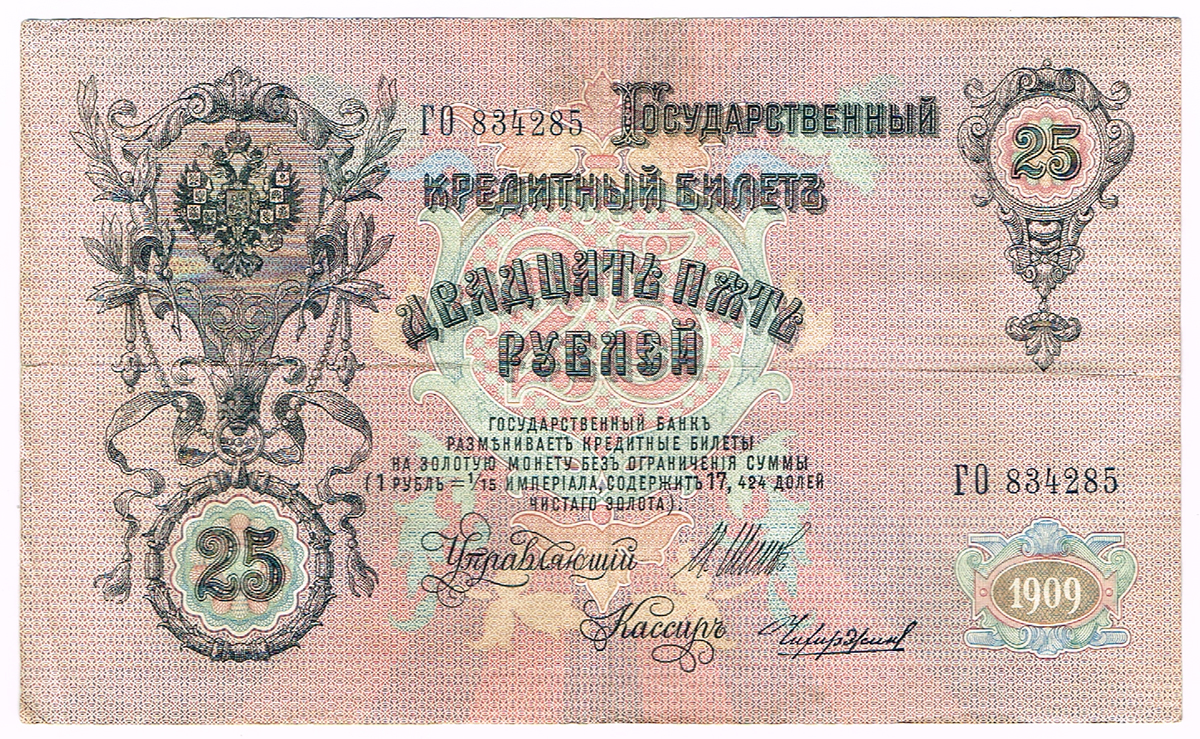 ГО 834285 Государственный
25
кредитный билетъ
двадцать пять
рублей
Государственный банкъ
размѣниваетъ кредитные билеты
на золотую монету безъ ограниченія суммы
(1 рубль = 1/15 имперіала, содержитъ 17, 424 долей
чистаго золота).
ГО 834285
25
Управляющий
Кассиръ
1909